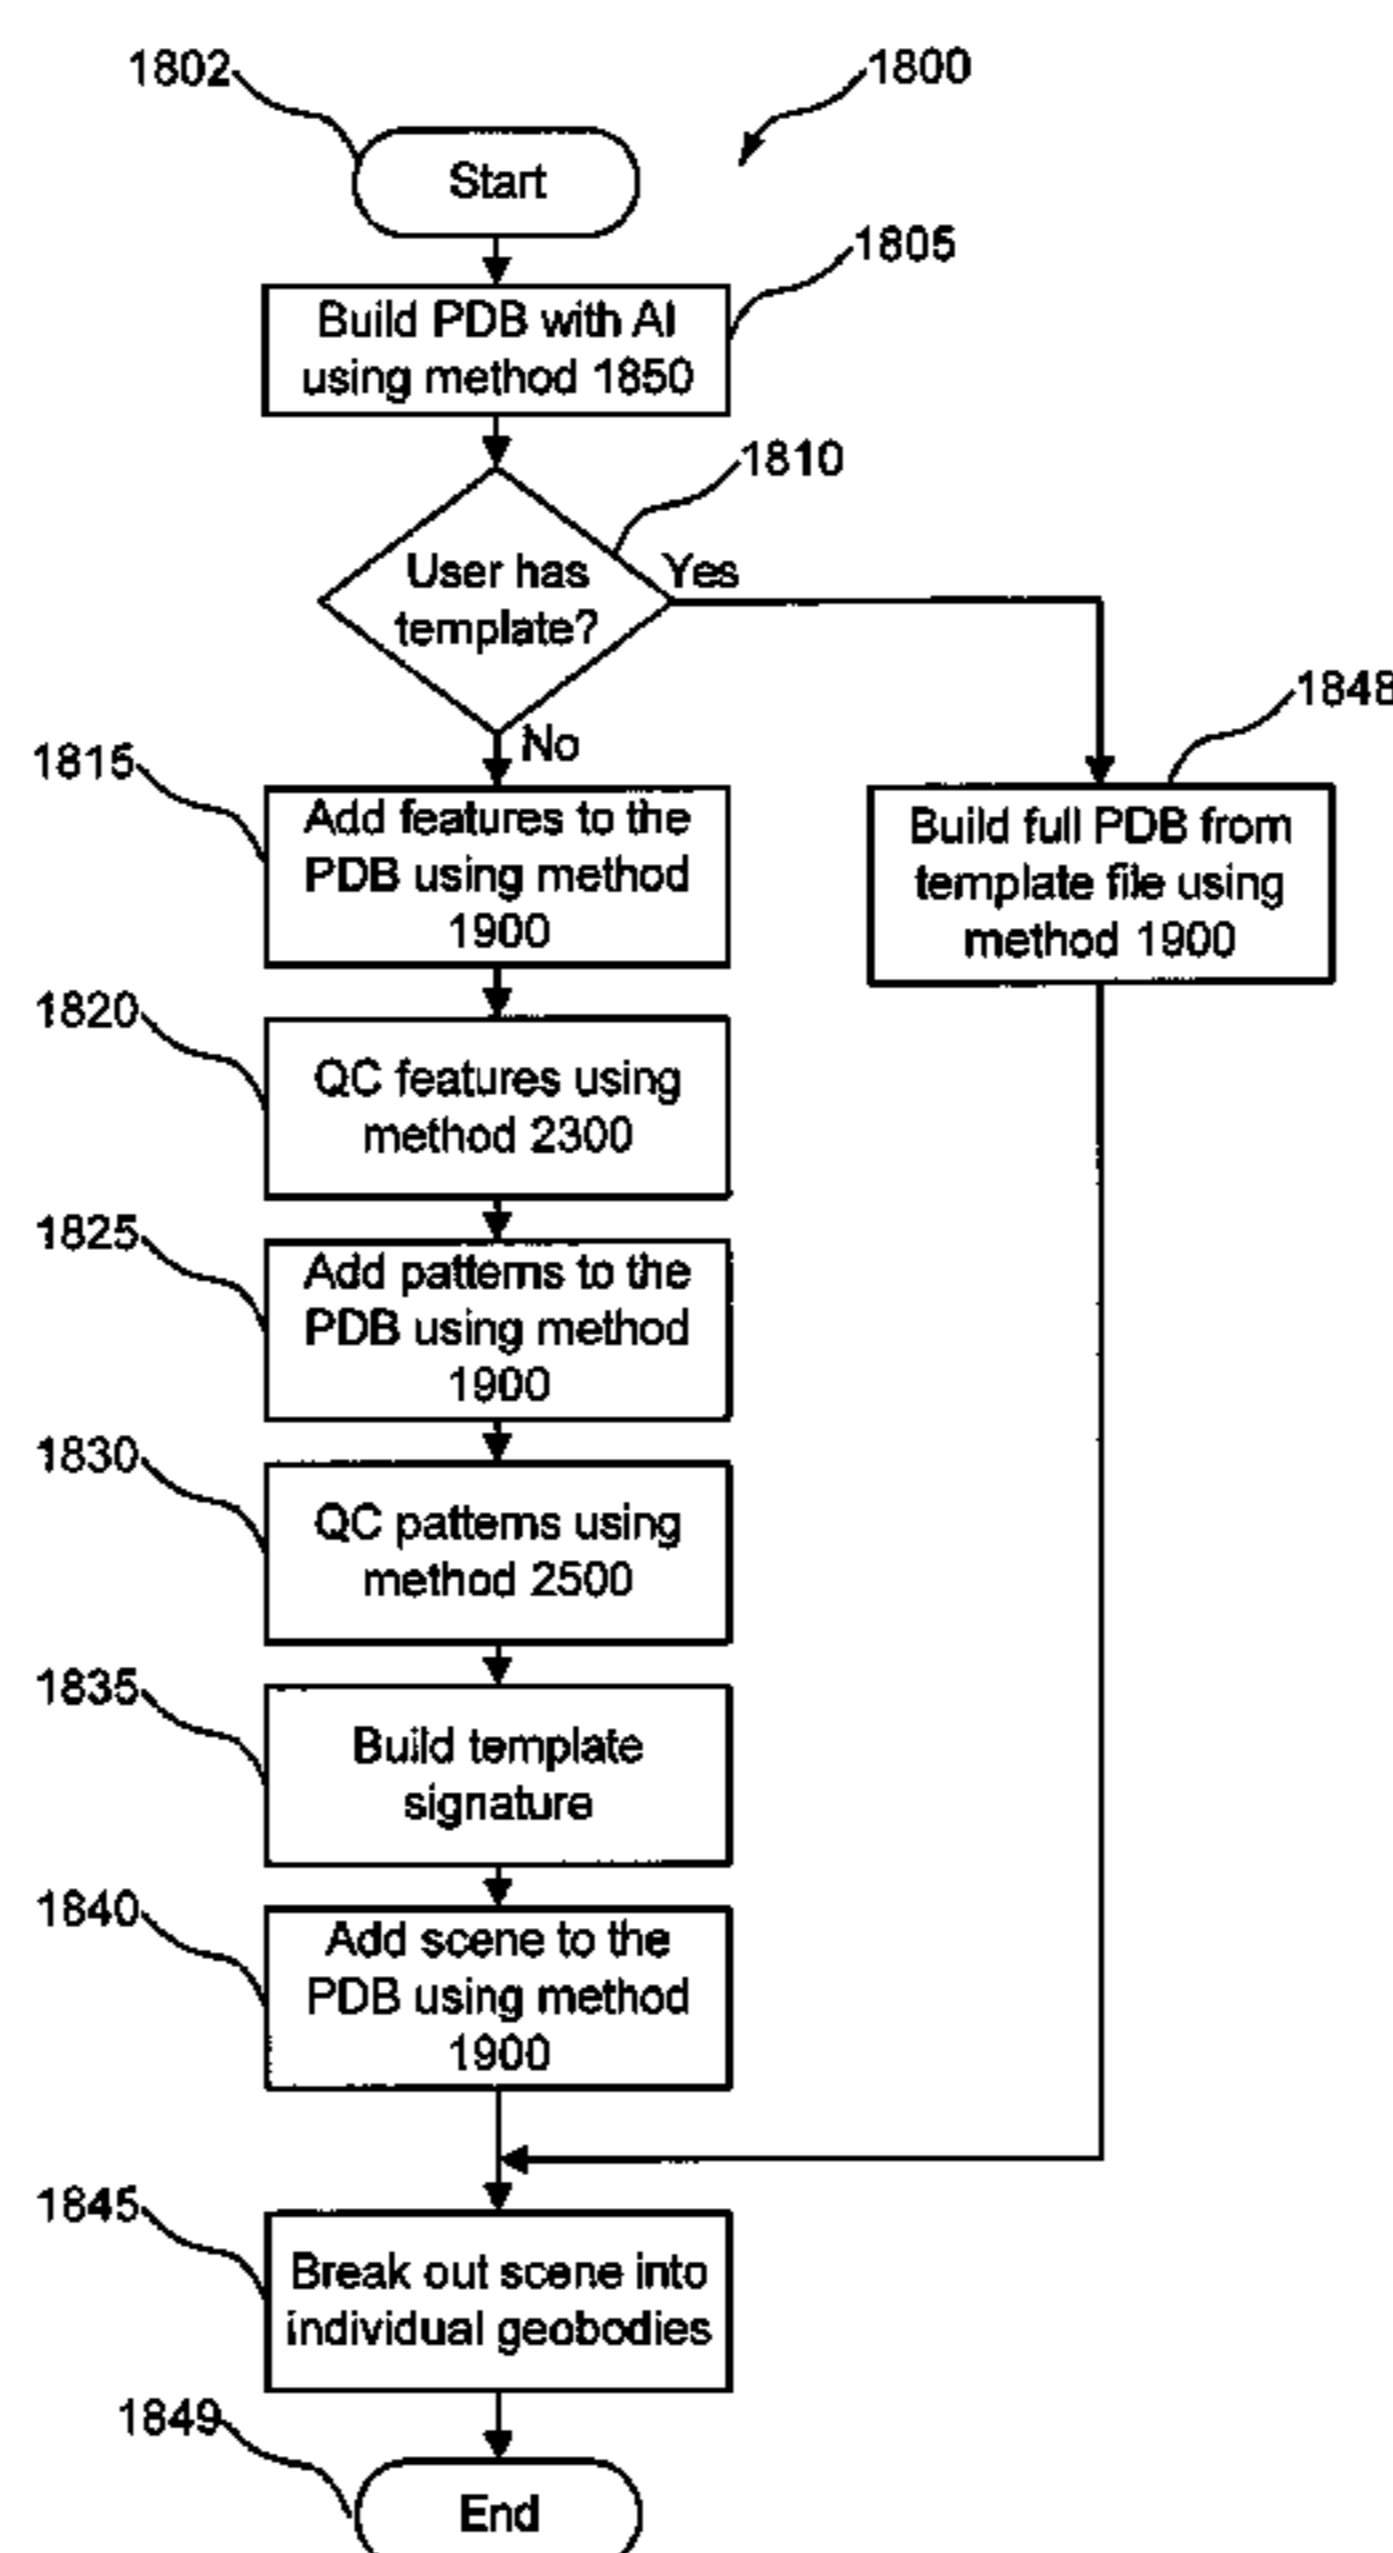 1802
1800
Start
1805
Build PDB with AI
using method 1850
1810
User has
template?
Yes
No
1848
1815
Add features to the
PDB using method
1900
Build full PDB from
template file using
method 1900
1820
QC features using
method 2300
1825
Add patterns to the
PDB using method
1900
1830
QC patterns using
method 2500
1835
Build template
signature
1840
Add scene to the
PDB using method
1900
1845
Break out scene into
individual geobodies
1849
End